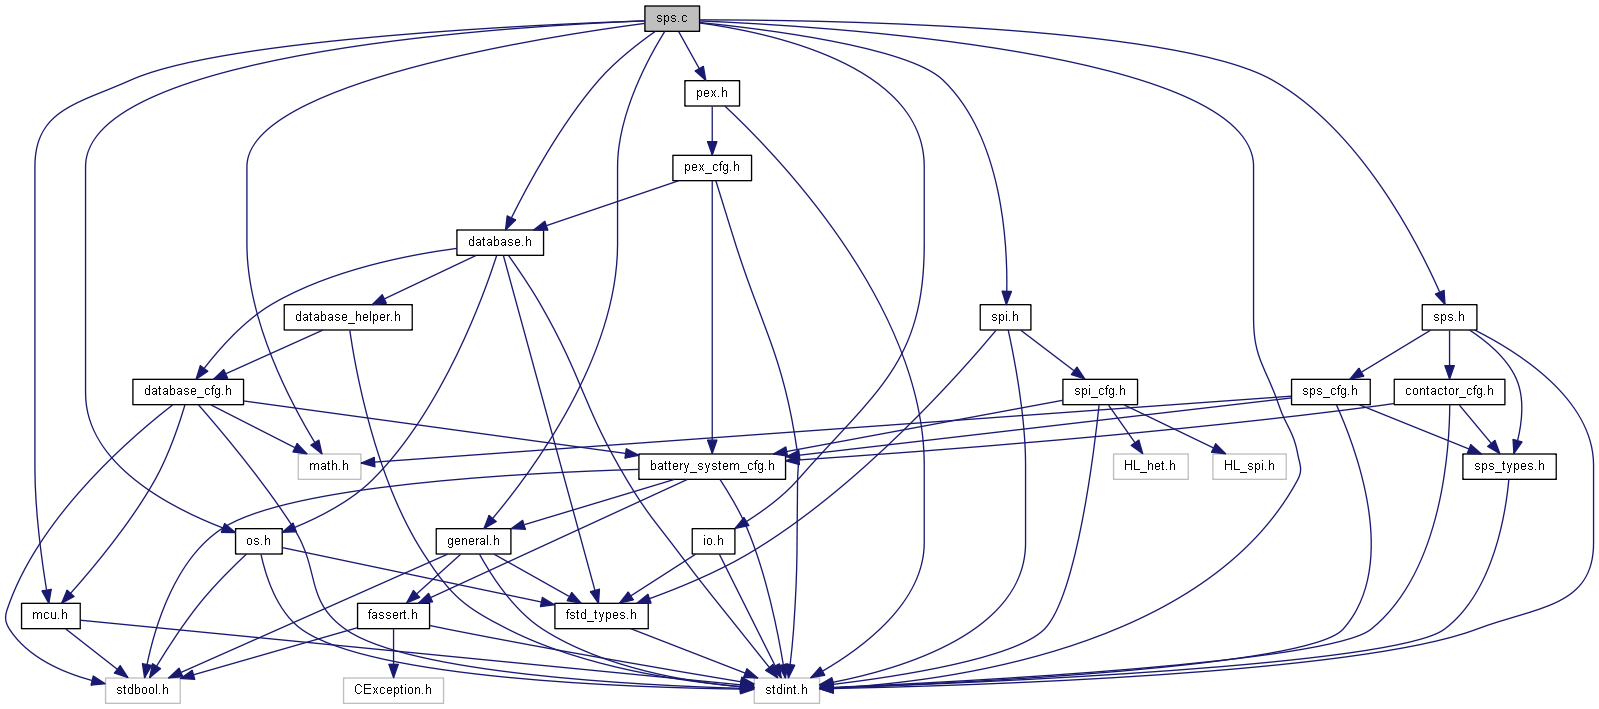 sps.c
pex.h
pex_cfg.h
database.h
database_helper.h
spi.h
sps.h
database_cfg.h
spi_cfg.h
sps_cfg.h
contactor_cfg.h
math.h
battery_system_cfg.h
HL_het.h
HL_spi.h
sps_types.h
os.h
general.h
io.h
mcu.h
fassert.h
fstd_types.h
stdbool.h
CException.h
stdint.h